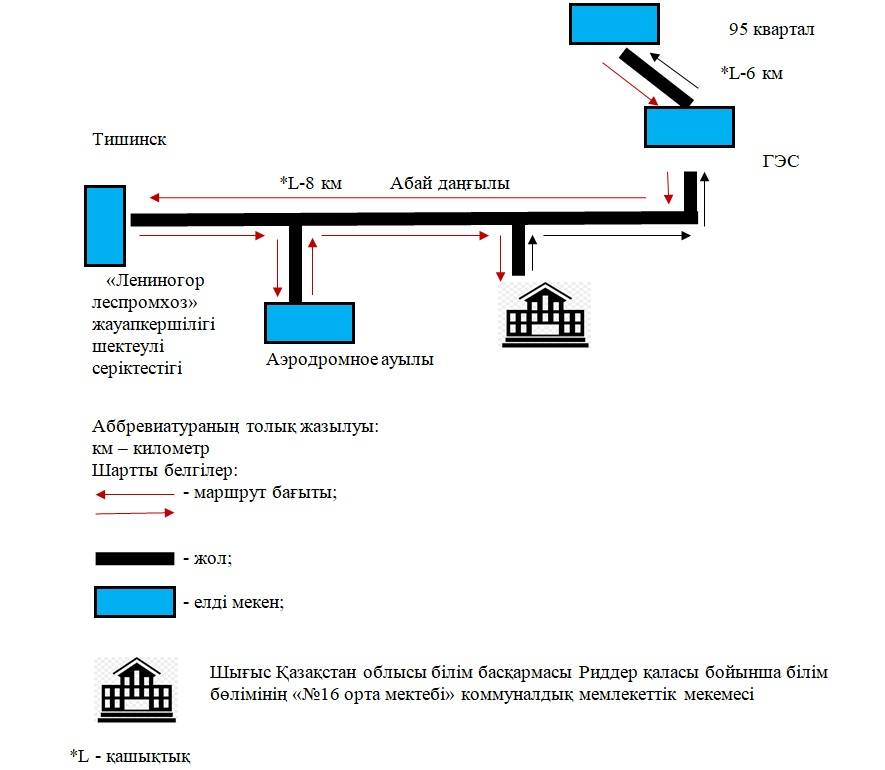 95 квартал
*L-6 км
Тишинск
ГЭС
*L-8 км Абай даңғылы
«Лениногор
леспромхоз»
жауапкершілігі
шектеулі
серіктестігі
Аэродромное ауылы
Аббревиатураның толық жазылуы:
км – километр
Шартты белгілер:
- маршрут бағыты;
- жол;
- елді мекен;
Шығыс Қазақстан облысы білім басқармасы Риддер қаласы бойынша білім
бөлімінің «№16 орта мектебі» коммуналдық мемлекеттік мекемесі
*L - қашықтық